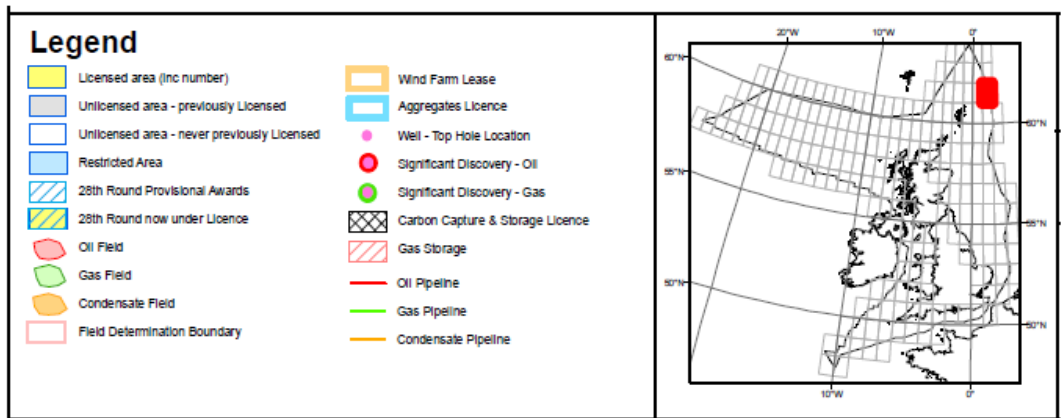 Legend
Licensed area (inc number)
Unlicensed area - previously Licensed
Unlicensed area - never previously Licensed
Restricted Area
28th Round Provisional Awards
28th Round now under Licence
Oil Field
Gas Field
Condensate Field
Field Determination Boundary
Wind Farm Lease
Aggregates Licence
Well - Top Hole Location
Significant Discovery - Oil
Significant Discovery - Gas
Carbon Capture & Storage Licence
Gas Storage
Oil Pipeline
Gas Pipeline
Condensate Pipeline
20°W 10°W 0°
60°N
60°N
55°N
55°N
50°N
50°N
10°W 0°